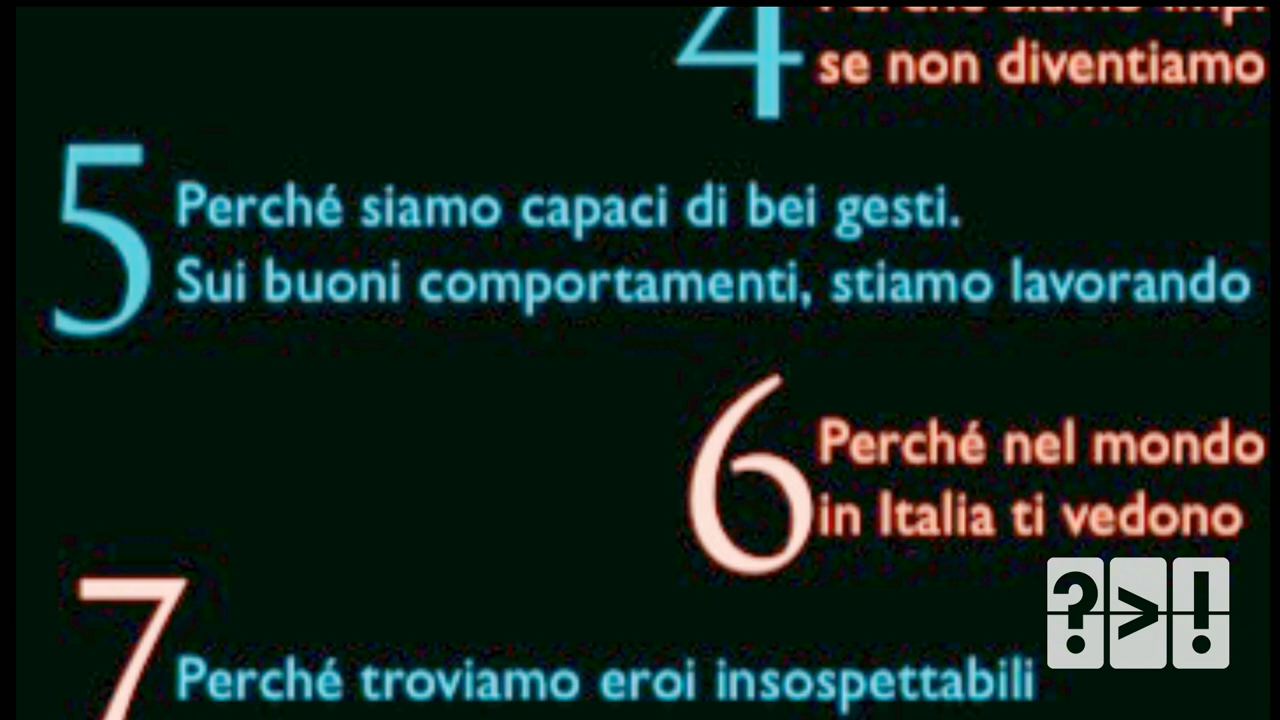 4
se non diventiamo
5
Perché siamo capaci di bei gesti.
Sui buoni comportamenti, stiamo lavorando
6
Perché nel mondo
in Italia ti vedono
7
Perché troviamo eroi insospettabili
?>!